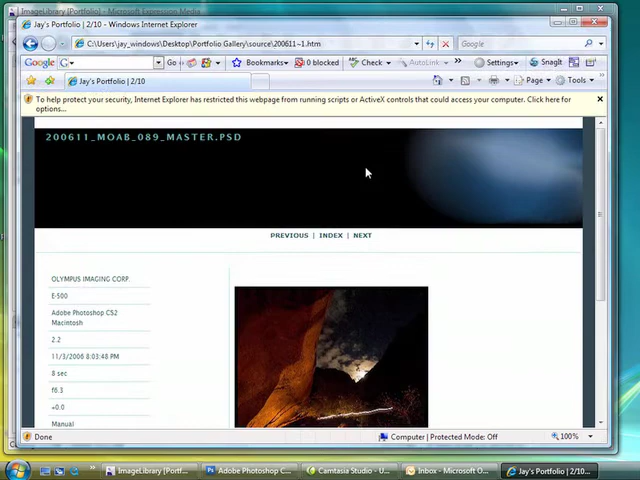 ImageLibrary [Portfolio] - Microsoft Expression Media
Jay's Portfolio | 2/10 - Windows Internet Explorer
C:\Users\jay_windows\Desktop\Portfolio Gallery\source\200611~1.htm
Google
Google G Go Bookmarks 0 blocked Check AutoLink Settings SnagIt
Jay's Portfolio | 2/10 Page Tools
To help protect your security, Internet Explorer has restricted this webpage from running scripts or ActiveX controls that could access your computer. Click here for
options...
200611_MOAB_089_MASTER.PSD
PREVIOUS | INDEX | NEXT
OLYMPUS IMAGING CORP.
E-500
Adobe Photoshop CS2
Macintosh
2.2
11/3/2006 8:03:48 PM
8 sec
f6.3
+0.0
Manual
Done Computer | Protected Mode: Off 100%
ImageLibrary [Portf... Adobe Photoshop C... Camtasia Studio - U... Inbox - Microsoft O... Jay's Portfolio | 2/10...